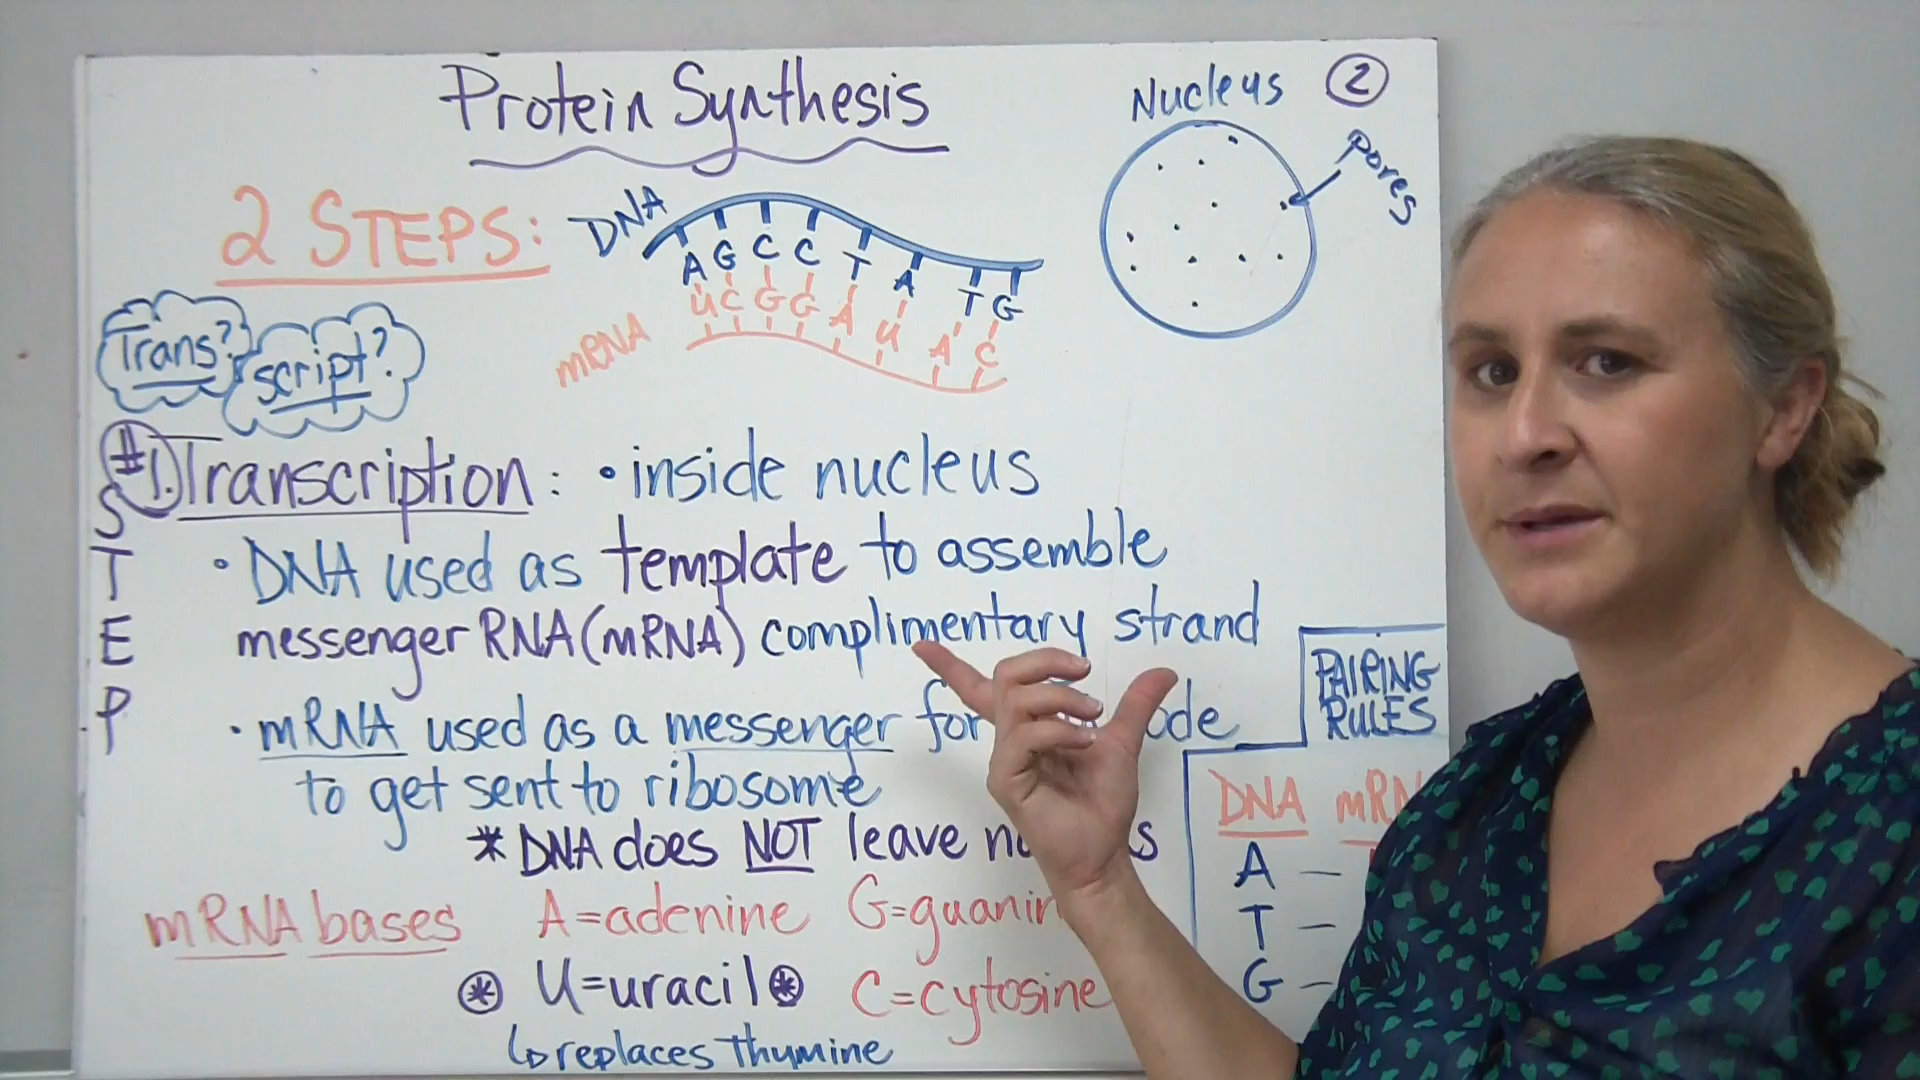 Protein Synthesis
Nucleus
2
pores
2 STEPS:
DNA
A G C C T A T G
U C G G A U A C
mRNA
Trans?
script?
STEP
#1. Transcription: • inside nucleus
• DNA used as template to assemble
messenger RNA (mRNA) complimentary strand
• mRNA used as a messenger for
to get sent to ribosome
* DNA does NOT leave
mRNA bases A=adenine G=
* U=uracil * C=cytosine
↳ replaces thymine
PAIRING
RULES
DNA
A –
T –
G –